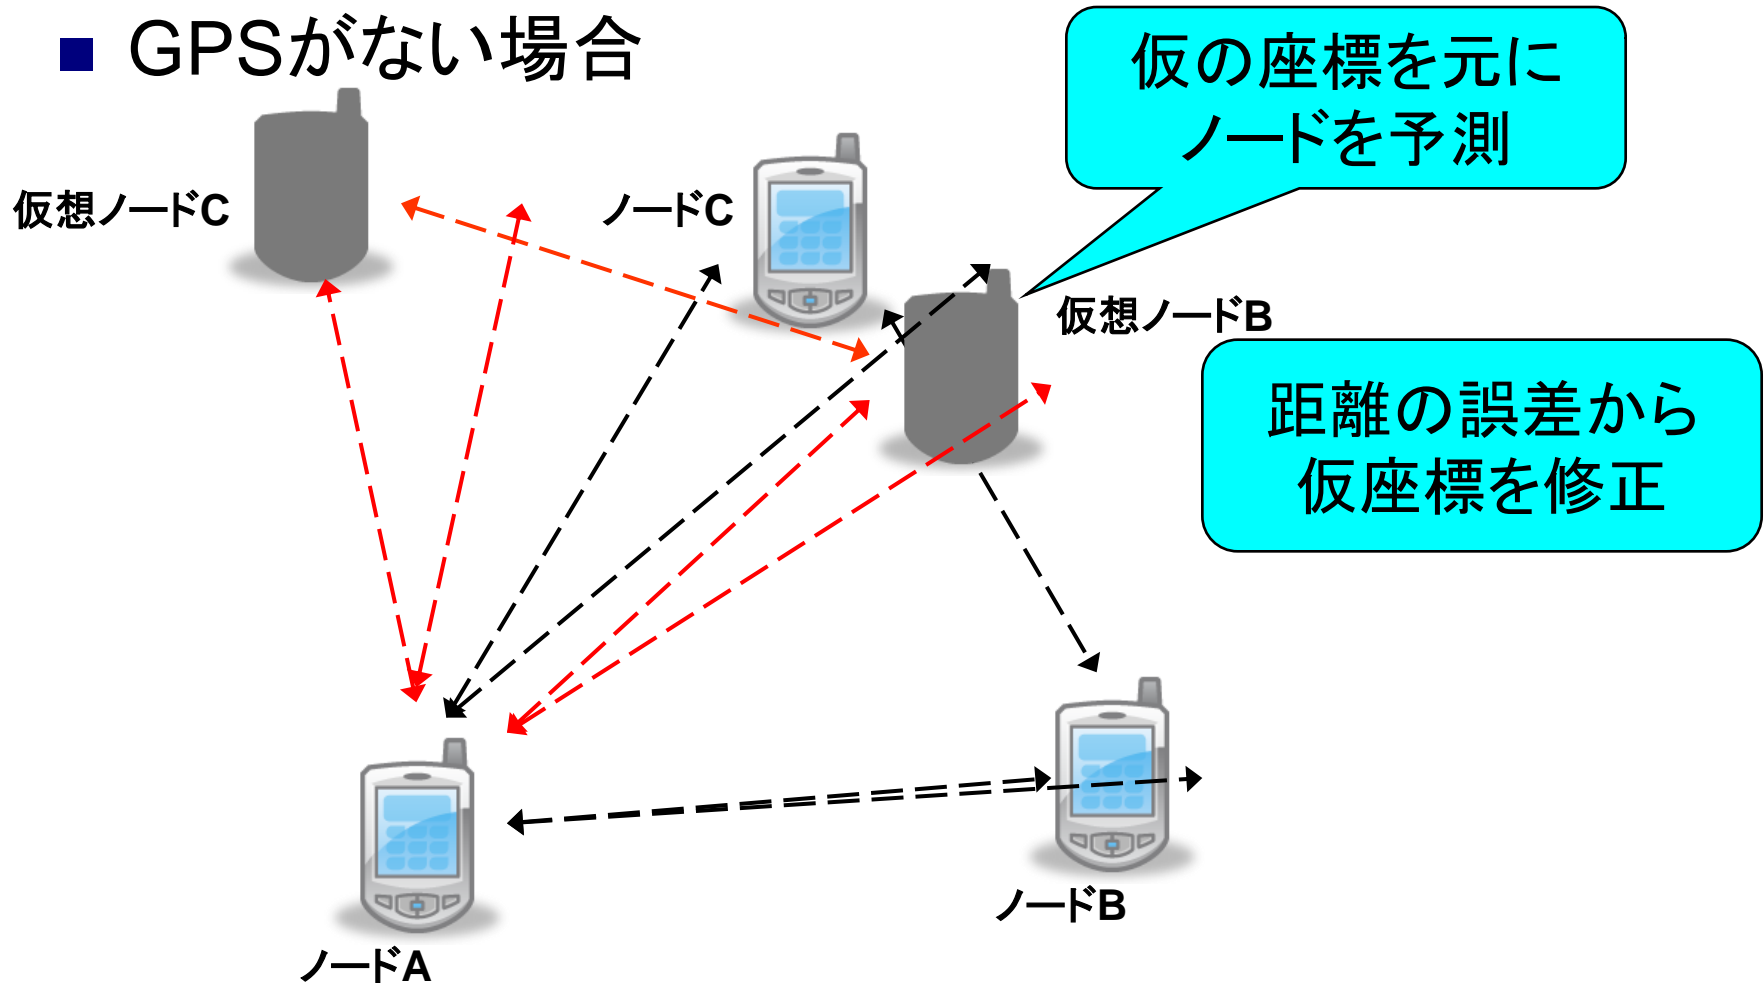 GPSがない場合
仮の座標を元に
ノードを予測
仮想ノードC
ノードC
仮想ノードB
距離の誤差から
仮座標を修正
ノードB
ノードA